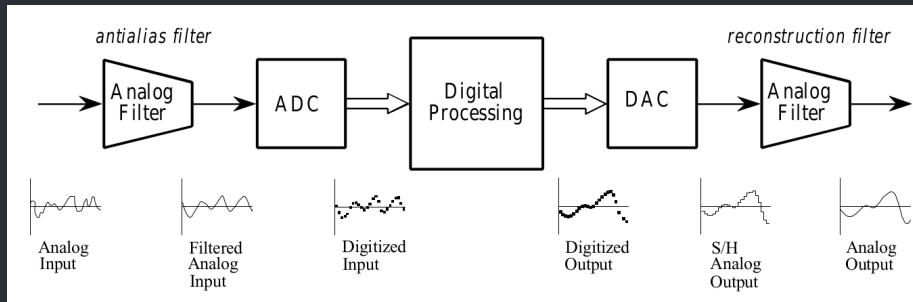 antialias filter
reconstruction filter
Analog
Filter
ADC
Digital
Processing
DAC
Analog
Filter
Analog
Input
Filtered
Analog
Input
Digitized
Input
Digitized
Output
S/H
Analog
Output
Analog
Output